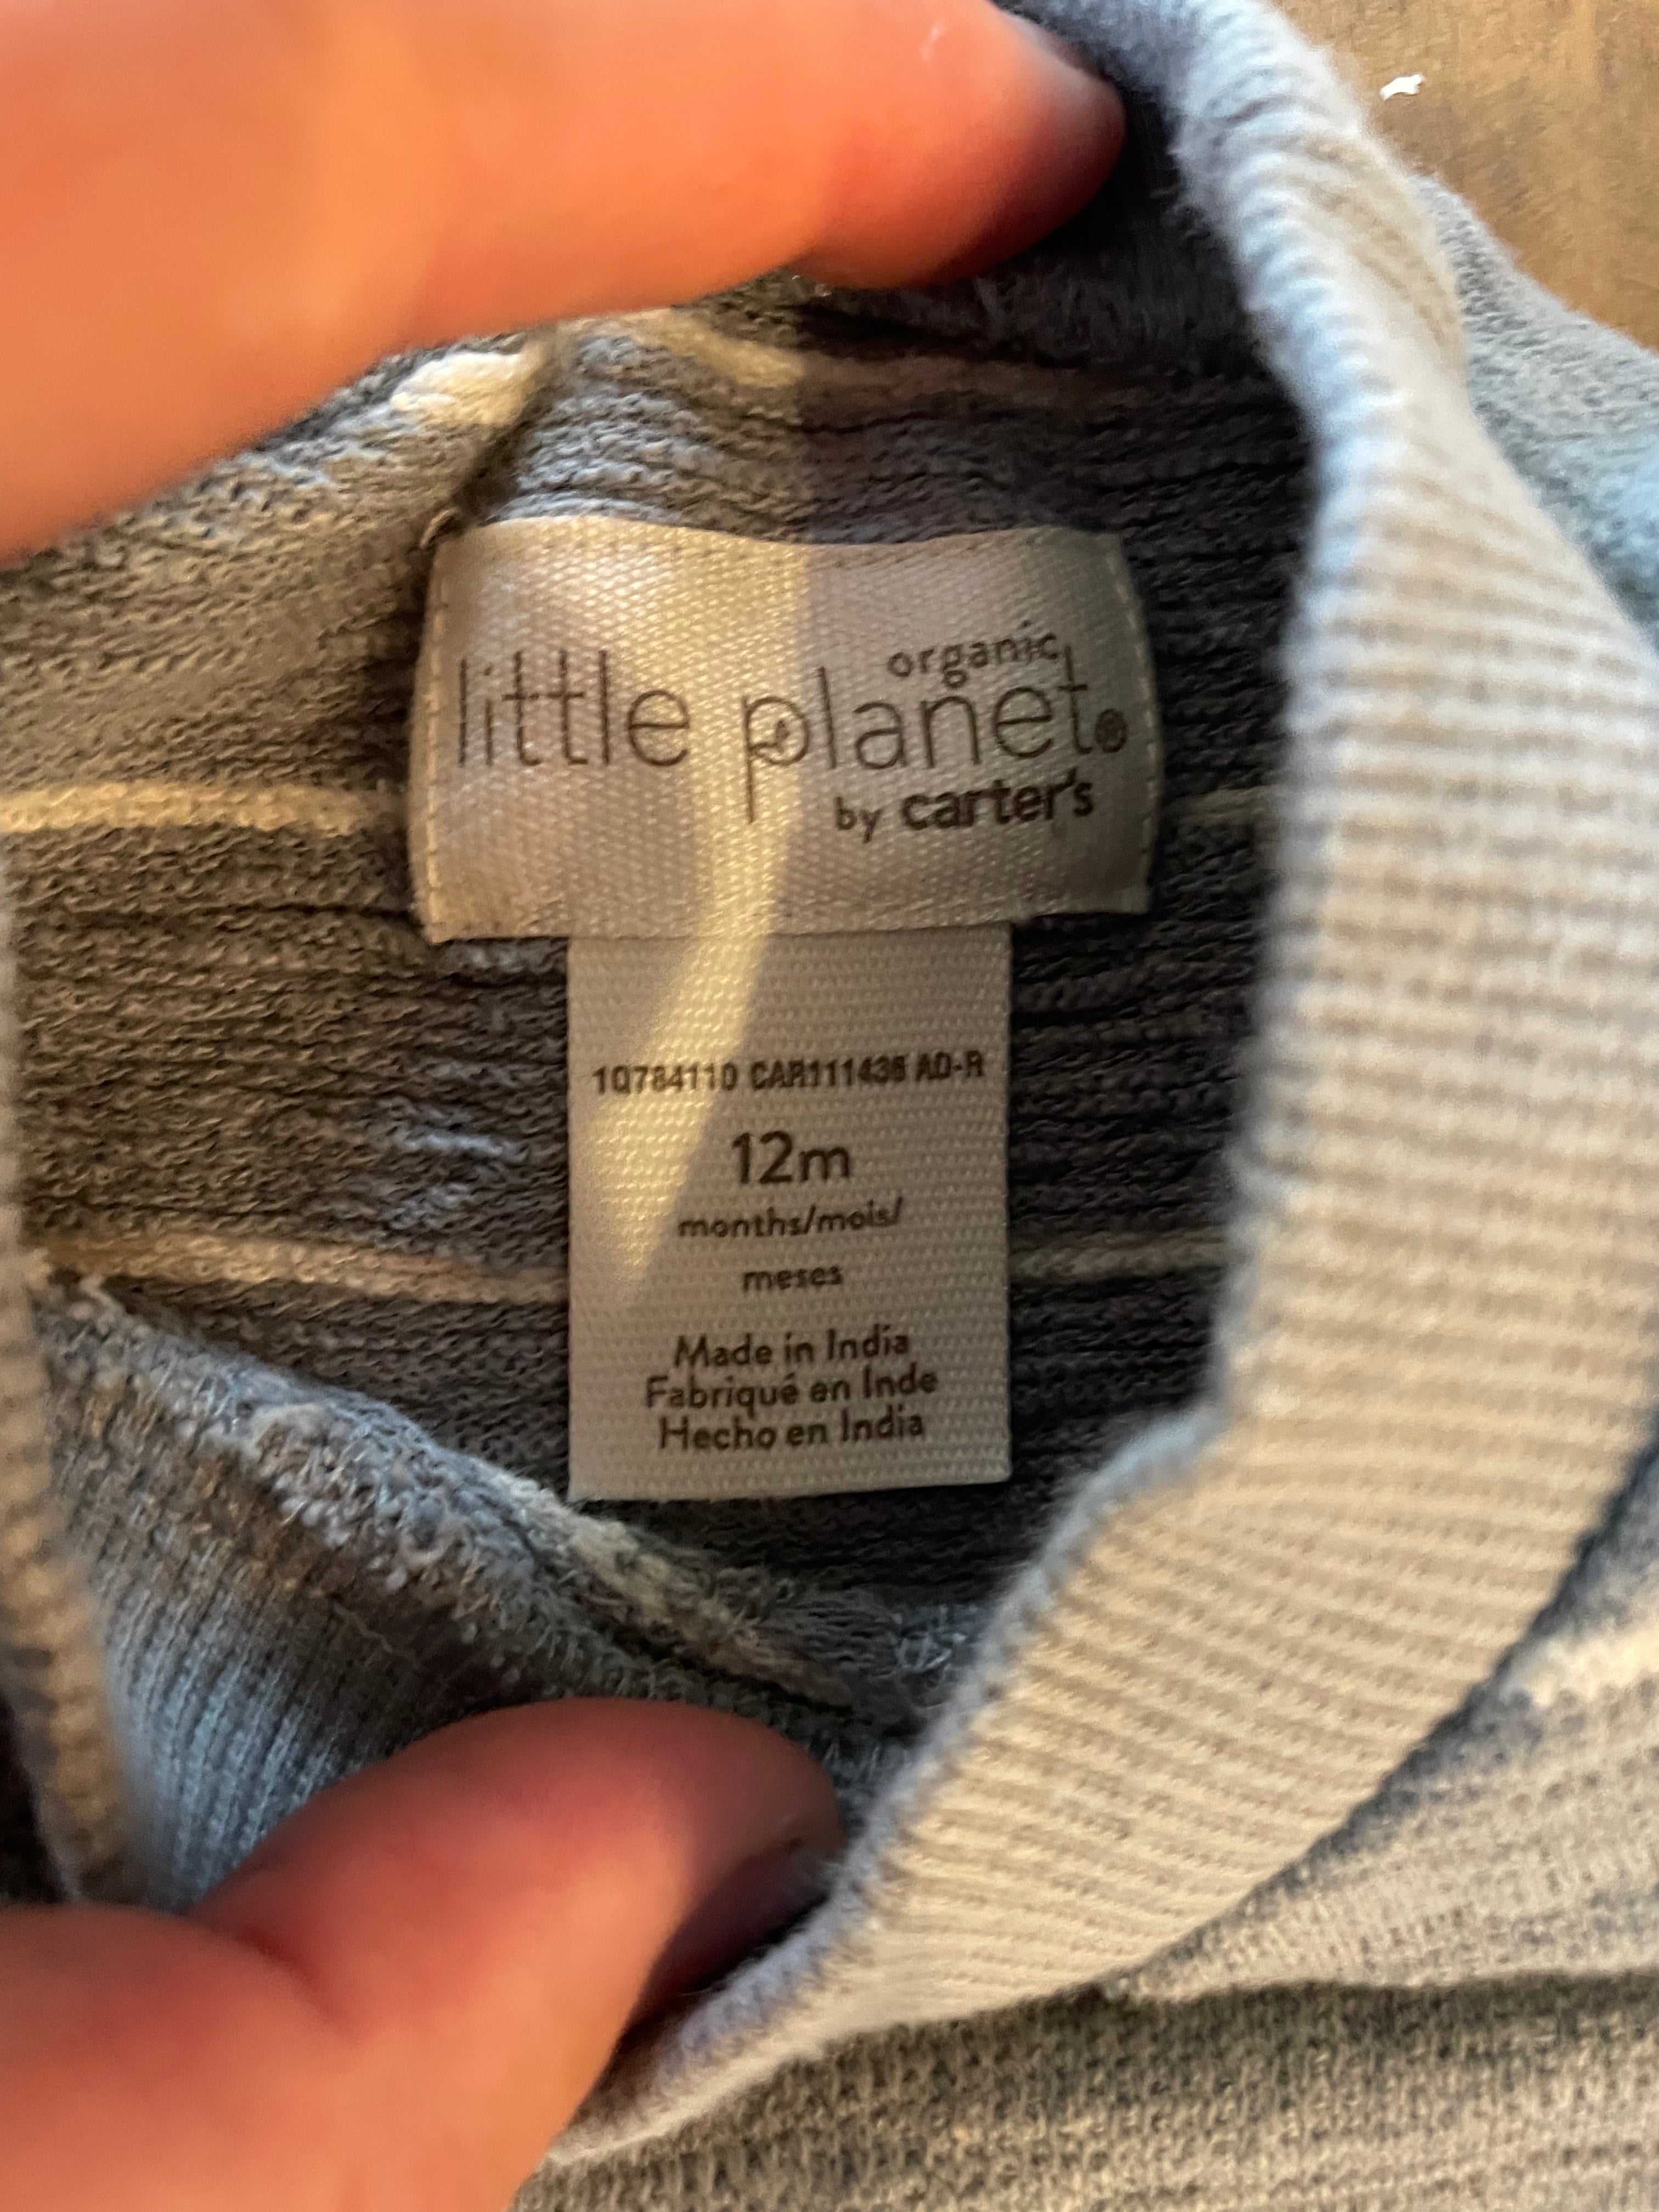 organic
little planet®
by carter's
1Q784110 CAR111436 AD-R
12m
months/mois/
meses
Made in India
Fabriqué en Inde
Hecho en India